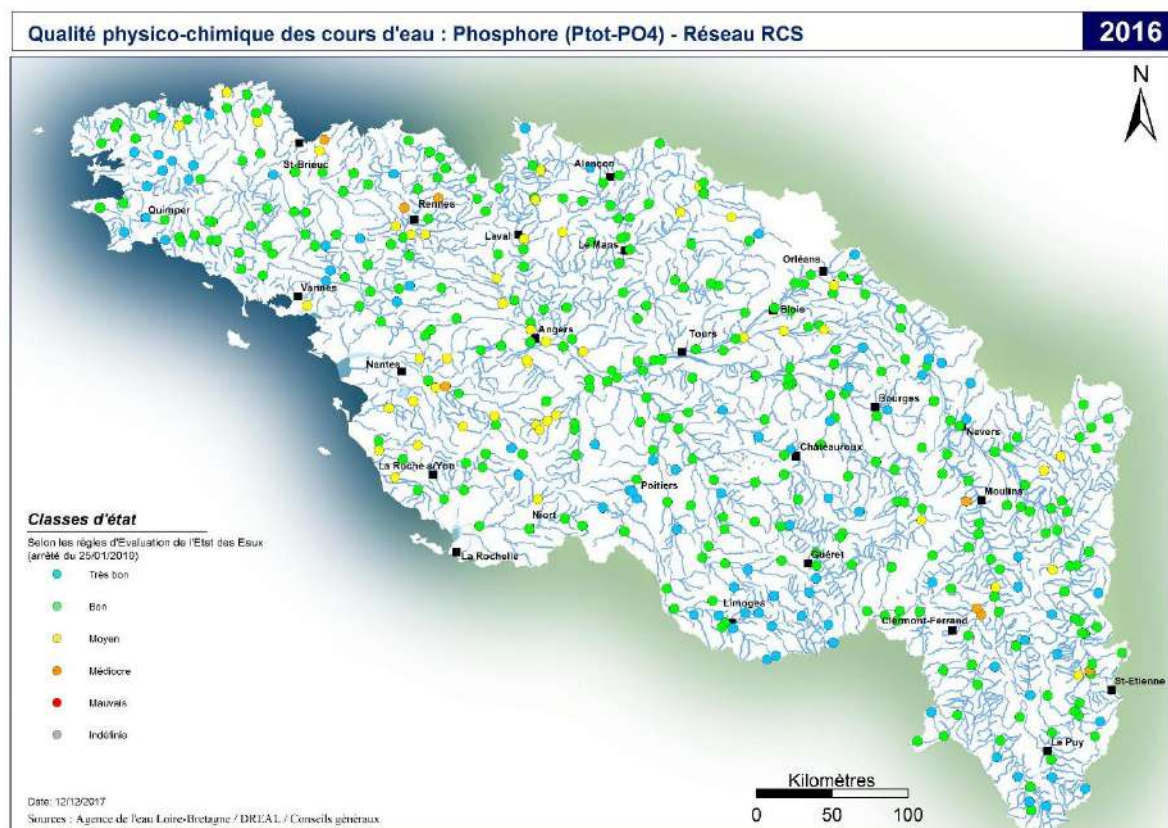 Qualité physico-chimique des cours d'eau : Phosphore (Ptot-PO4) - Réseau RCS
2016
N
St-Brieuc
Alençon
Quimper
Rennes
Laval
Le Mans
Orléans
Vannes
Blois
Angers
Tours
Nantes
Bourges
Nevers
Châteauroux
La Roche s/Yon
Poitiers
Moulins
Niort
La Rochelle
Guéret
Limoges
Clermont-Ferrand
St-Etienne
Le Puy
Classes d'état
Selon les règles d'Evaluation de l'Etat des Eaux
(arrêté du 25/01/2010)
Très bon
Bon
Moyen
Médiocre
Mauvais
Indéfinie
Kilomètres
0 50 100
Date: 12/12/2017
Sources : Agence de l'eau Loire-Bretagne / DREAL / Conseils généraux